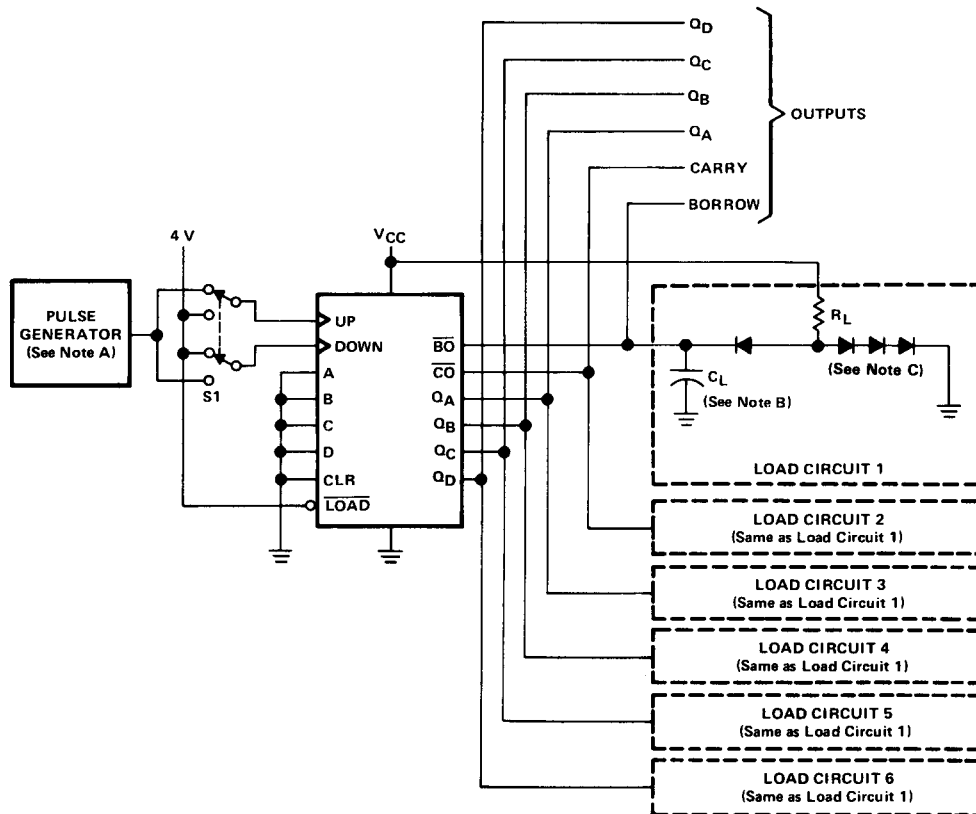 QD
QC
QB
QA
CARRY
BORROW
OUTPUTS
4 V
VCC
PULSE
GENERATOR
(See Note A)
S1
UP
DOWN
A
B
C
D
CLR
LOAD
BO
CO
QA
QB
QC
QD
RL
CL
(See Note B)
(See Note C)
LOAD CIRCUIT 1
LOAD CIRCUIT 2
(Same as Load Circuit 1)
LOAD CIRCUIT 3
(Same as Load Circuit 1)
LOAD CIRCUIT 4
(Same as Load Circuit 1)
LOAD CIRCUIT 5
(Same as Load Circuit 1)
LOAD CIRCUIT 6
(Same as Load Circuit 1)